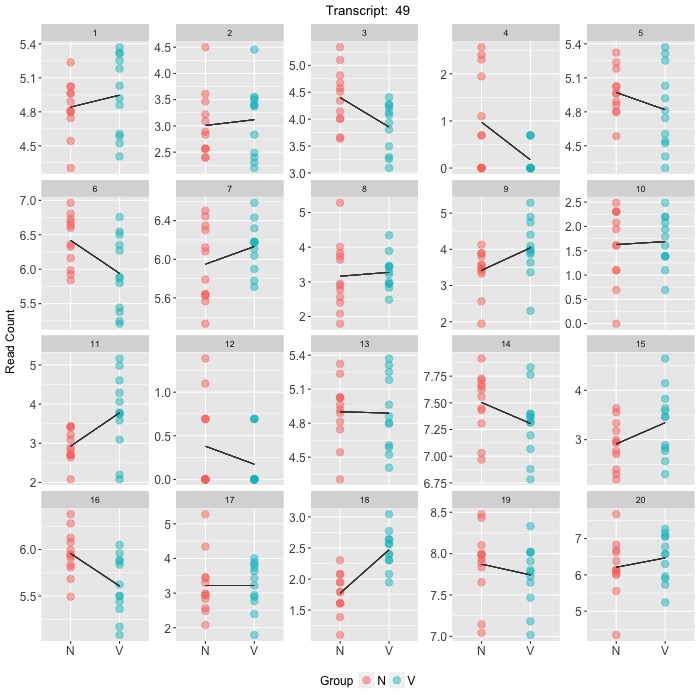 Transcript: 49
1 2 3 4 5
5.4 5.1 4.8 4.5
4.5 4.0 3.5 3.0 2.5
5.0 4.5 4.0 3.5 3.0
2 1 0
5.4 5.1 4.8 4.5
6 7 8 9 10
7.0 6.5 6.0 5.5
6.4 6.0 5.6
5 4 3 2
5 4 3 2
2.5 2.0 1.5 1.0 0.5 0.0
Read Count
11 12 13 14 15
5 4 3 2
1.0 0.5 0.0
5.4 5.1 4.8 4.5
7.75 7.50 7.25 7.00 6.75
4 3
16 17 18 19 20
6.0 5.5
5 4 3 2
3.0 2.5 2.0 1.5
8.5 8.0 7.5 7.0
7 6 5
N V N V N V N V N V
Group N V